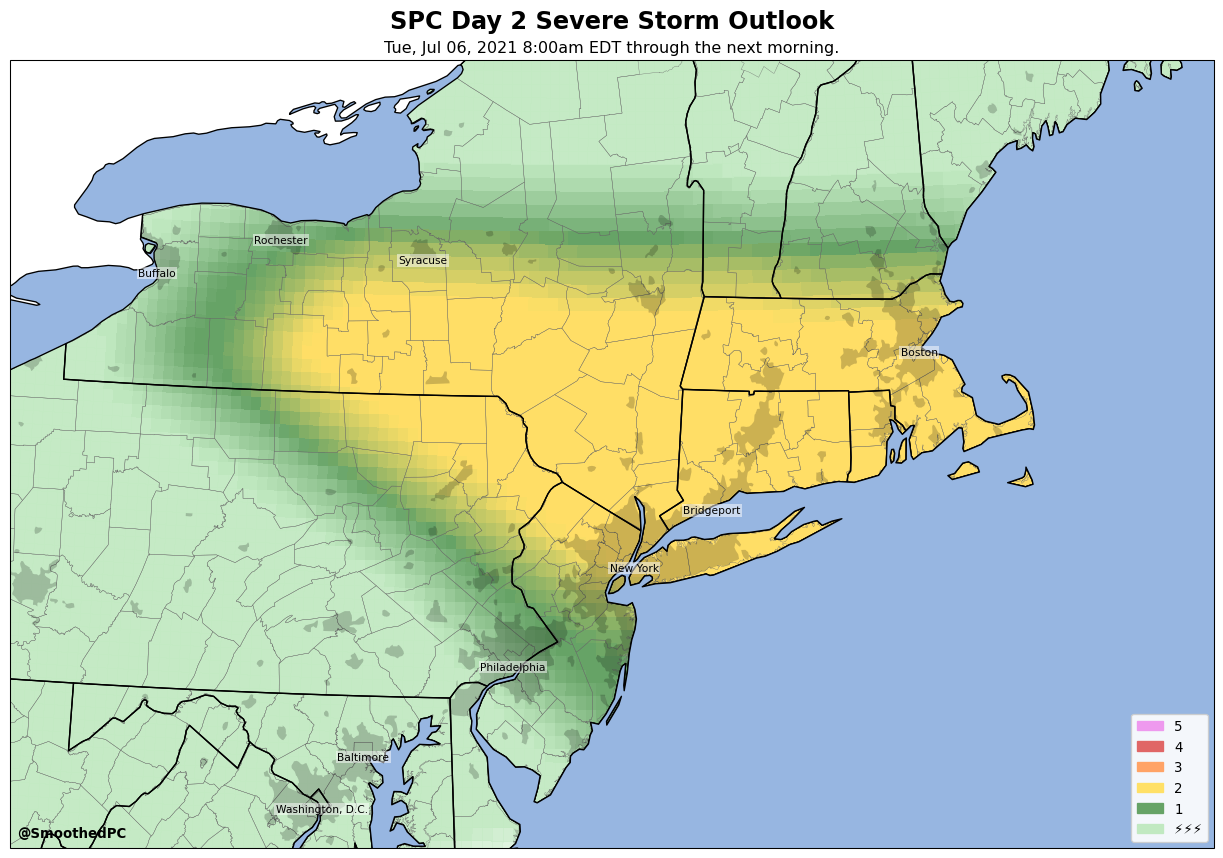 SPC Day 2 Severe Storm Outlook
Tue, Jul 06, 2021 8:00am EDT through the next morning.
Rochester
Syracuse
Buffalo
Boston
Bridgeport
New York
Philadelphia
Baltimore
Washington, D.C.
@SmoothedPC
5
4
3
2
1
⚡⚡⚡